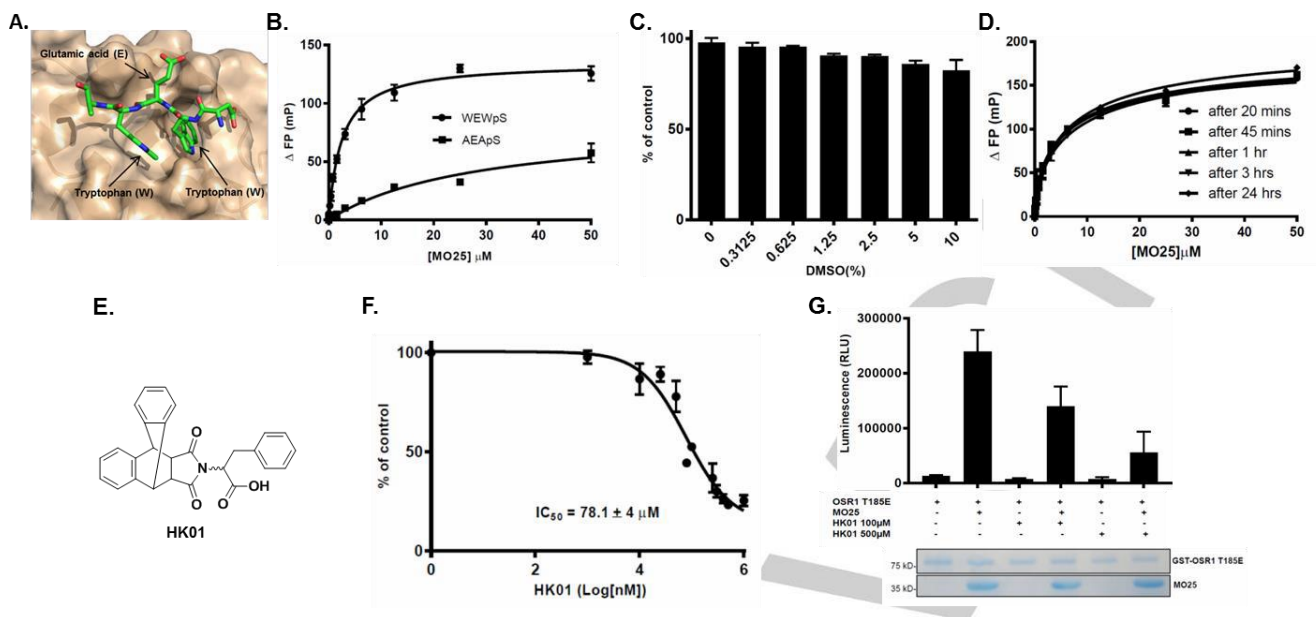 A.
Glutamic acid (E)
Tryptophan (W)
Tryptophan (W)
B.
Δ FP (mP)
150
100
50
0
WEWpS
AEApS
0 10 20 30 40 50
[MO25] μM
C.
% of control
100
50
0
0 0.3125 0.625 1.25 2.5 5 10
DMSO(%)
D.
Δ FP (mP)
200
150
100
50
0
after 20 mins
after 45 mins
after 1 hr
after 3 hrs
after 24 hrs
0 10 20 30 40 50
[MO25]μM
E.
O
N
O
O
OH
HK01
F.
% of control
100
50
0
IC50 = 78.1 ± 4 μM
0 2 4 6
HK01 (Log[nM])
G.
Luminescence (RLU)
300000
200000
100000
0
OSR1 T185E + + + + + +
MO25 - + - + - +
HK01 100μM - - + + - -
HK01 500μM - - - - + +
75 kD-
GST-OSR1 T185E
35 kD-
MO25